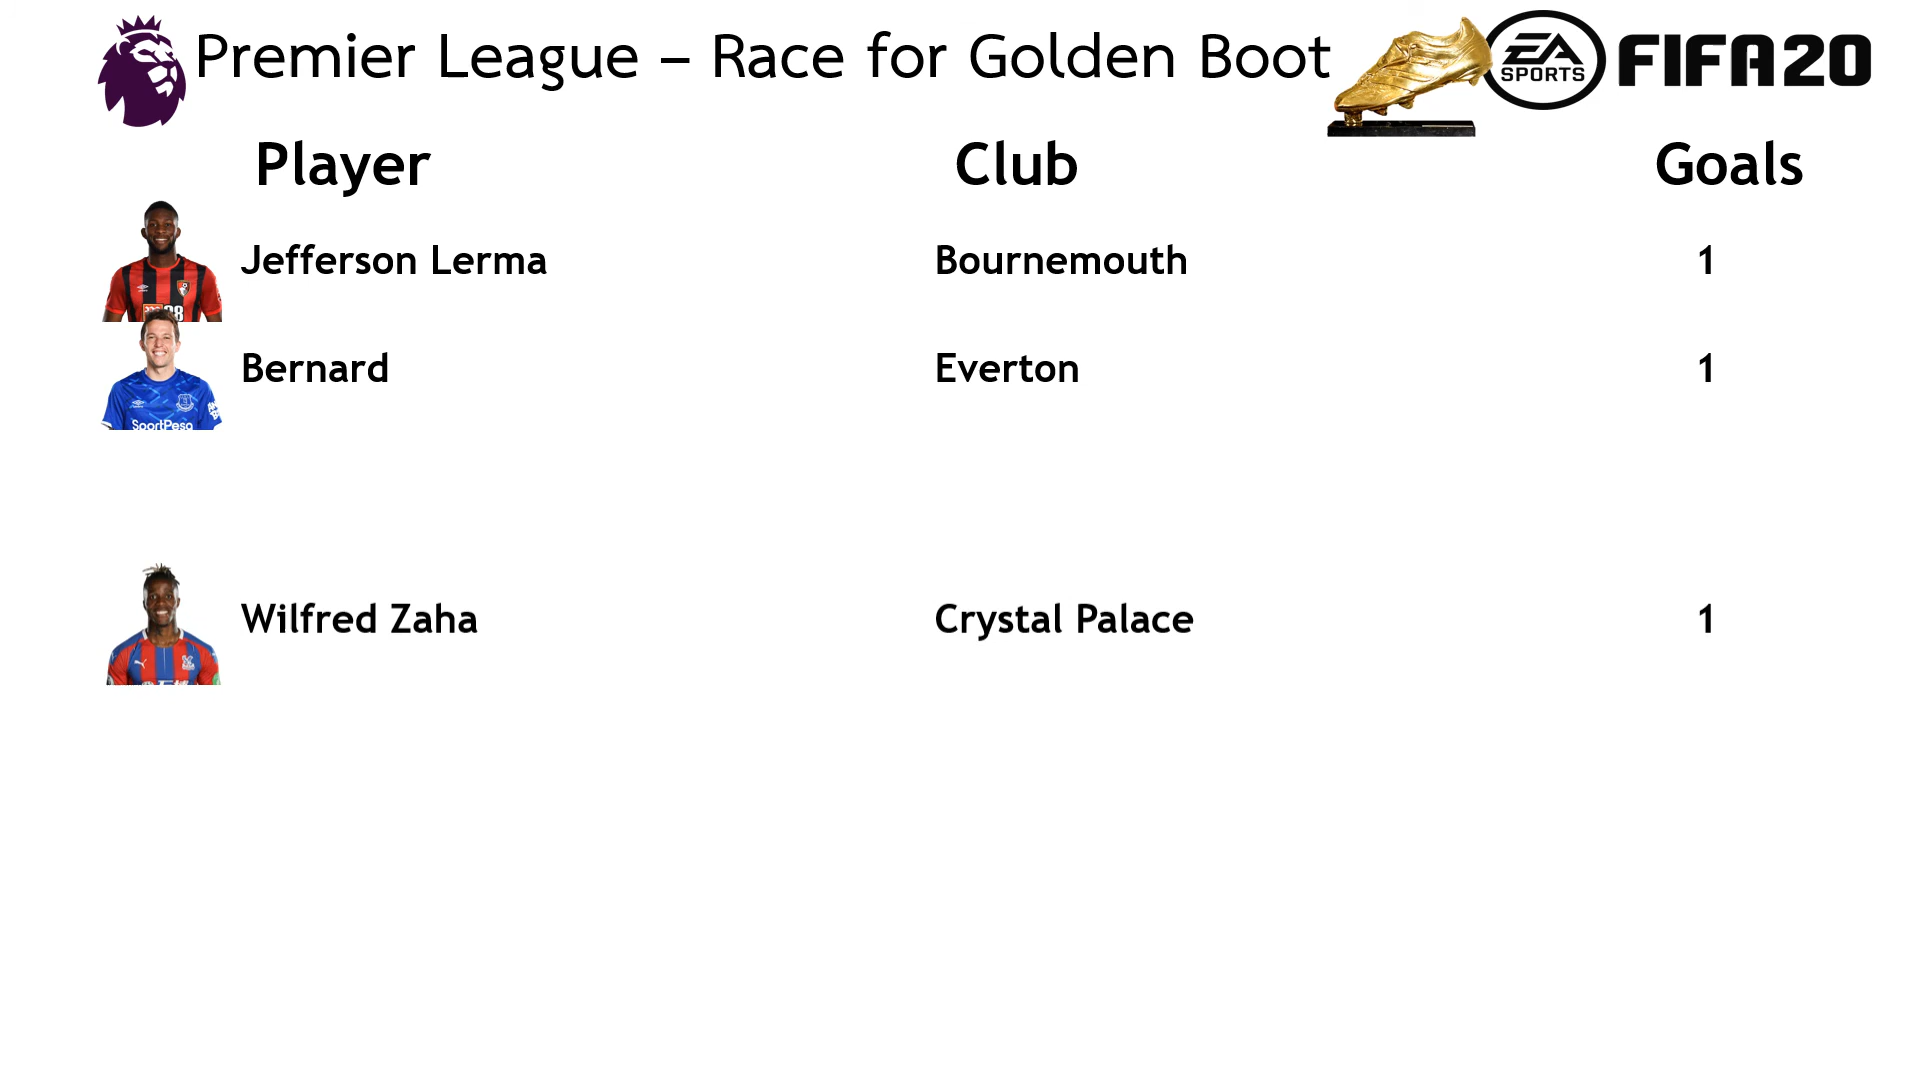 Premier League – Race for Golden Boot
EA SPORTS FIFA20
Player Club Goals
Jefferson Lerma Bournemouth 1
Bernard Everton 1
SportPesa
Wilfred Zaha Crystal Palace 1